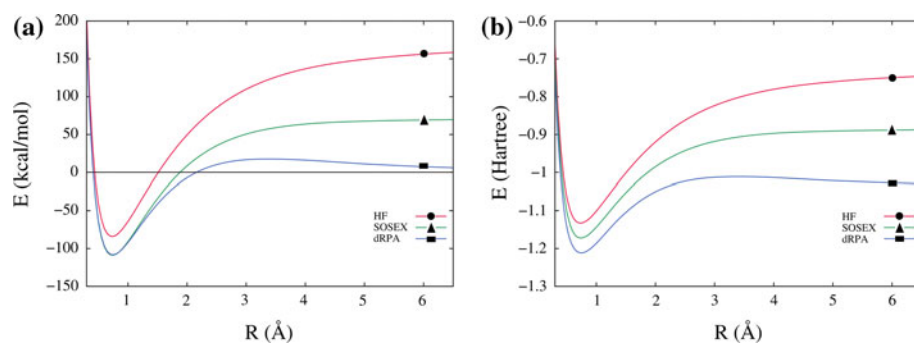 (a)
E (kcal/mol)
200
150
100
50
0
−50
−100
−150
HF
SOSEX
dRPA
1 2 3 4 5 6
R (Å)
(b)
E (Hartree)
−0.6
−0.7
−0.8
−0.9
−1
−1.1
−1.2
−1.3
HF
SOSEX
dRPA
1 2 3 4 5 6
R (Å)